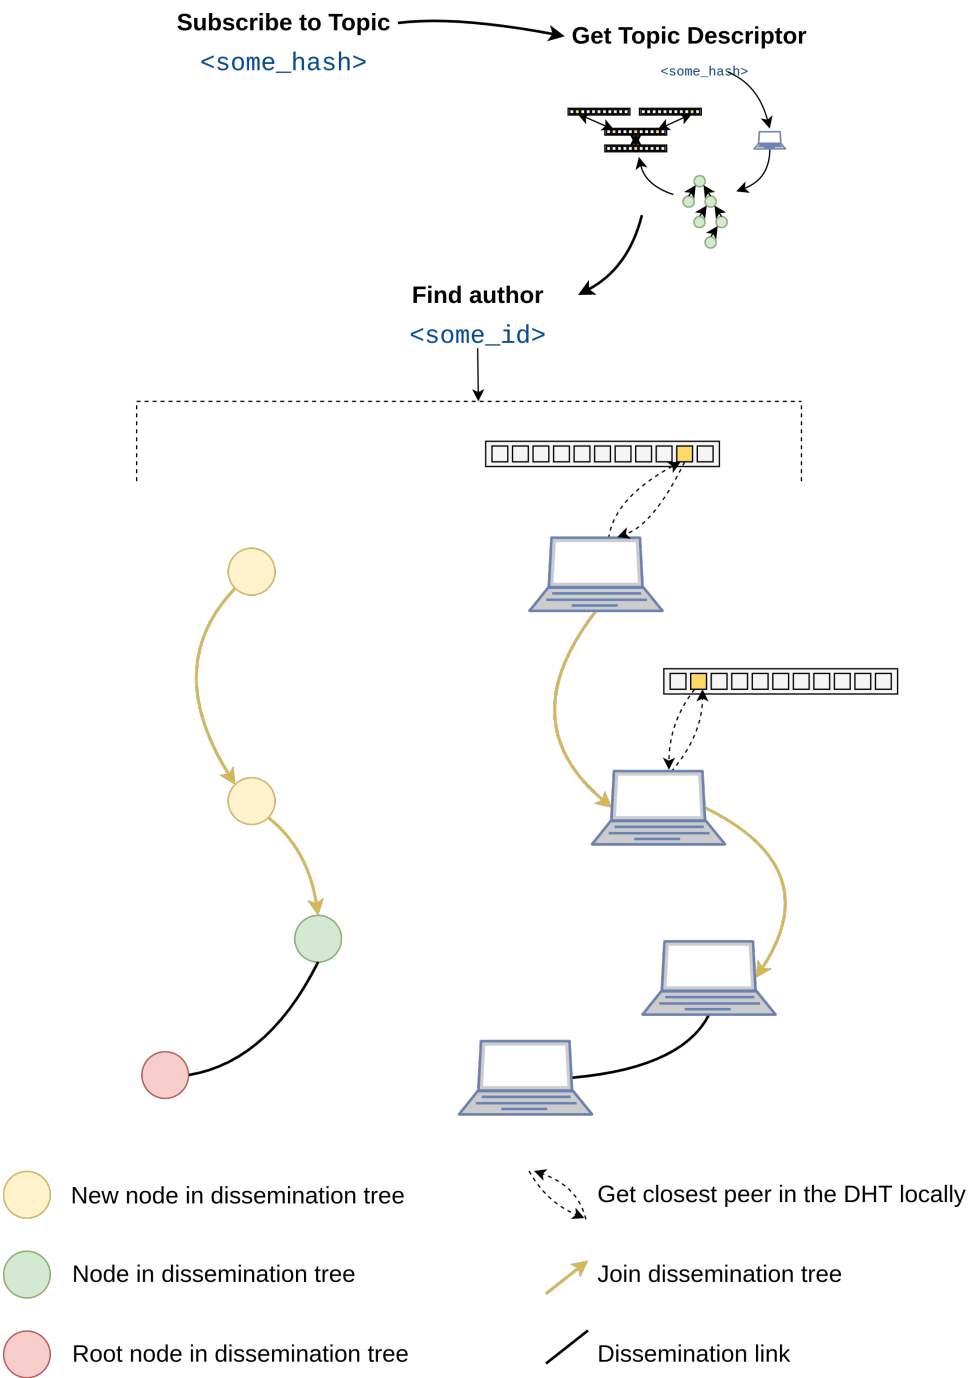 Subscribe to Topic
<some_hash>
Get Topic Descriptor
<some_hash>
Find author
<some_id>
New node in dissemination tree
Get closest peer in the DHT locally
Node in dissemination tree
Join dissemination tree
Root node in dissemination tree
Dissemination link